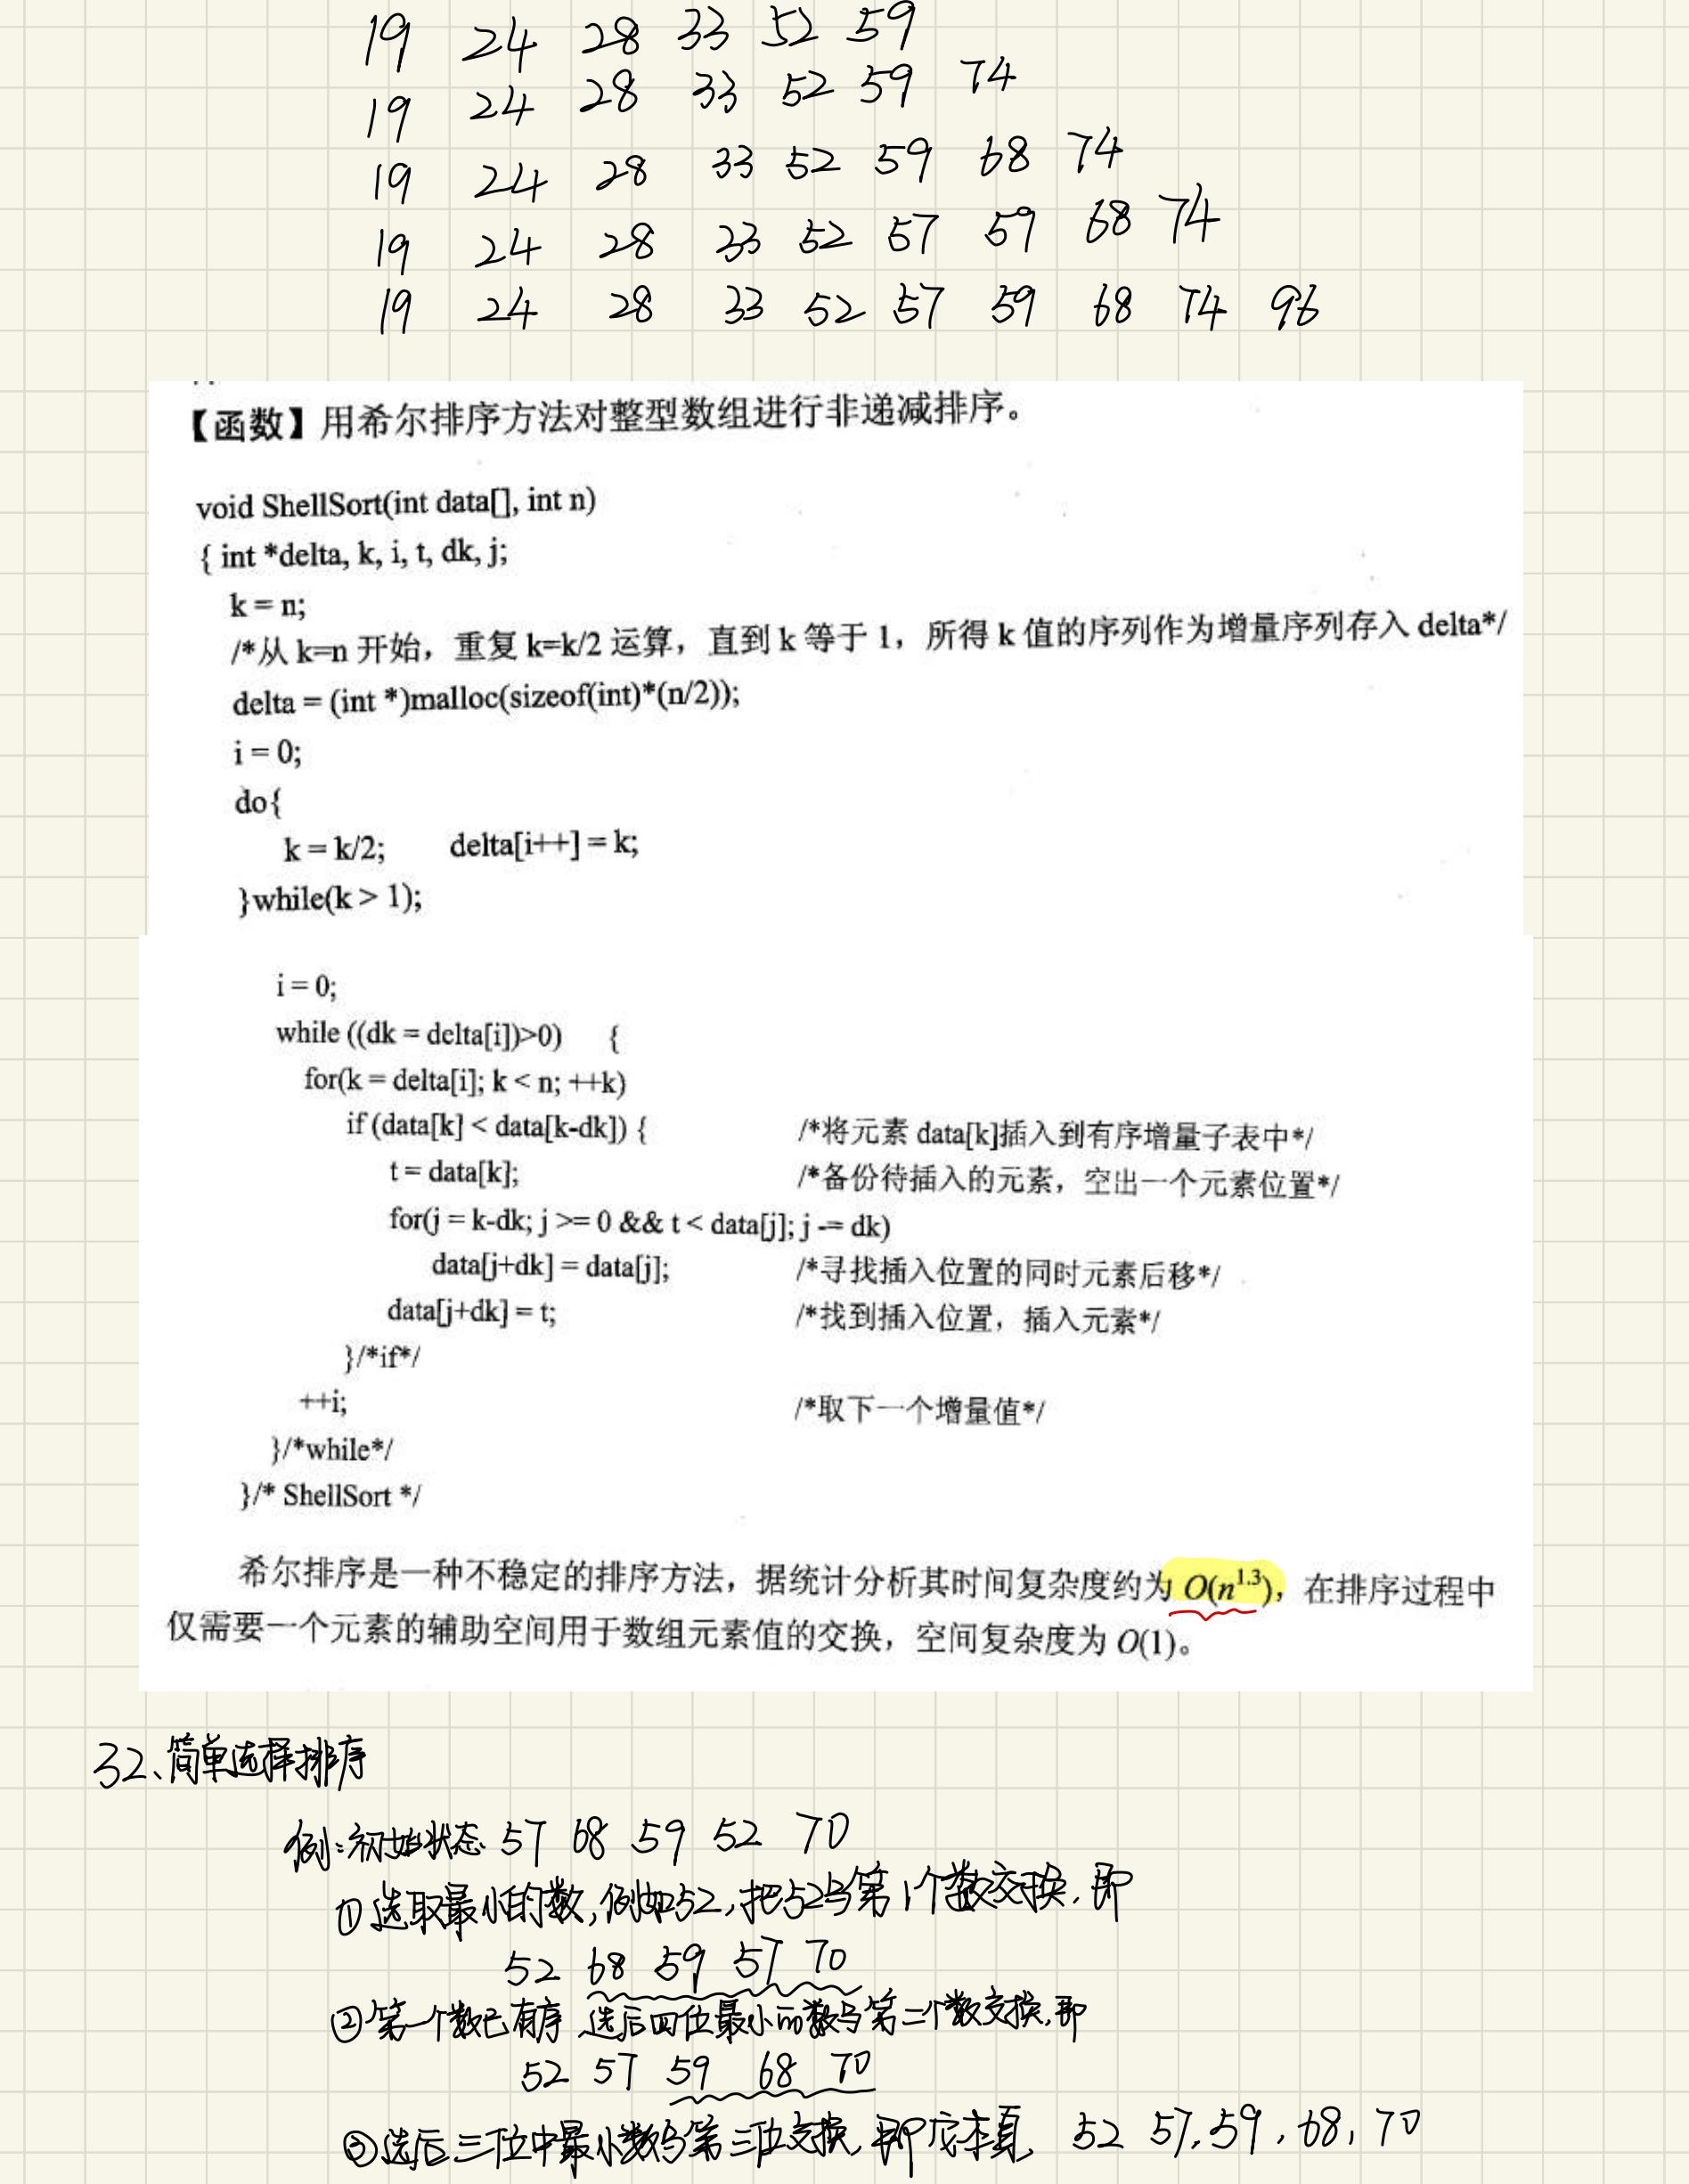 19 24 28 33 52 59
19 24 28 33 52 59 74
19 24 28 33 52 59 68 74
19 24 28 33 52 57 59 68 74
19 24 28 33 52 57 59 68 74 96
【函数】用希尔排序方法对整型数组进行非递减排序。
void ShellSort(int data[], int n)
{ int *delta, k, i, t, dk, j;
k = n;
/*从 k=n 开始，重复 k=k/2 运算，直到 k 等于 1，所得 k 值的序列作为增量序列存入 delta*/
delta = (int *)malloc(sizeof(int)*(n/2));
i = 0;
do{
k = k/2; delta[i++] = k;
}while(k > 1);
i = 0;
while ((dk = delta[i])>0) {
for(k = delta[i]; k < n; ++k)
if (data[k] < data[k-dk]) { /*将元素 data[k]插入到有序增量子表中*/
t = data[k]; /*备份待插入的元素，空出一个元素位置*/
for(j = k-dk; j >= 0 && t < data[j]; j -= dk)
data[j+dk] = data[j]; /*寻找插入位置的同时元素后移*/
data[j+dk] = t; /*找到插入位置，插入元素*/
}/*if*/
++i; /*取下一个增量值*/
}/*while*/
}/* ShellSort */
希尔排序是一种不稳定的排序方法，据统计分析其时间复杂度约为 O(n^1.3)，在排序过程中
仅需要一个元素的辅助空间用于数组元素值的交换，空间复杂度为 O(1)。
32、简单选择排序
例：初始状态 57 68 59 52 70
① 选取最小的数，例如52，把52与第1个数交换，即
52 68 59 57 70
② 第一个数已有序 选后四位最小的数与第二个数交换，即
52 57 59 68 70
③ 选后三位中最小数与第三位交换，即 52 57, 59, 68, 70